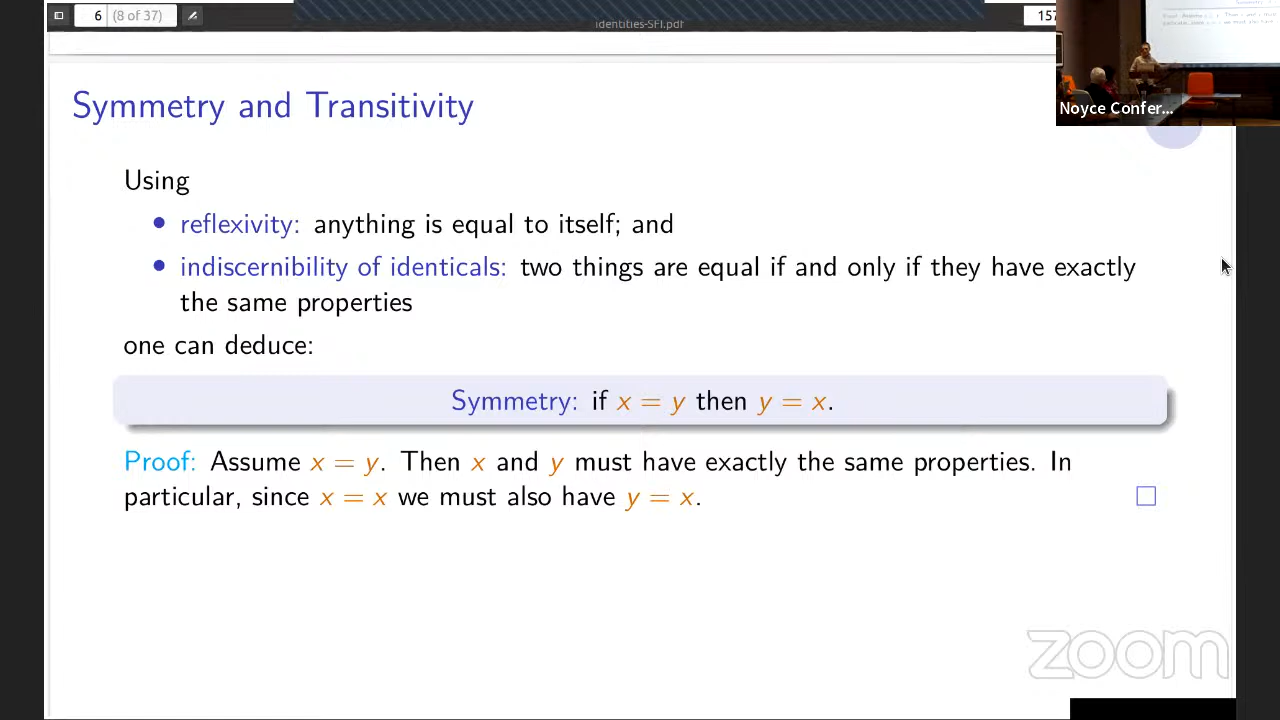 6 (8 of 37)
identities-SFI.pdf
157
Noyce Confer...
Symmetry and Transitivity
Using
• reflexivity: anything is equal to itself; and
• indiscernibility of identicals: two things are equal if and only if they have exactly
the same properties
one can deduce:
Symmetry: if x = y then y = x.
Proof: Assume x = y. Then x and y must have exactly the same properties. In
particular, since x = x we must also have y = x. □
zoom